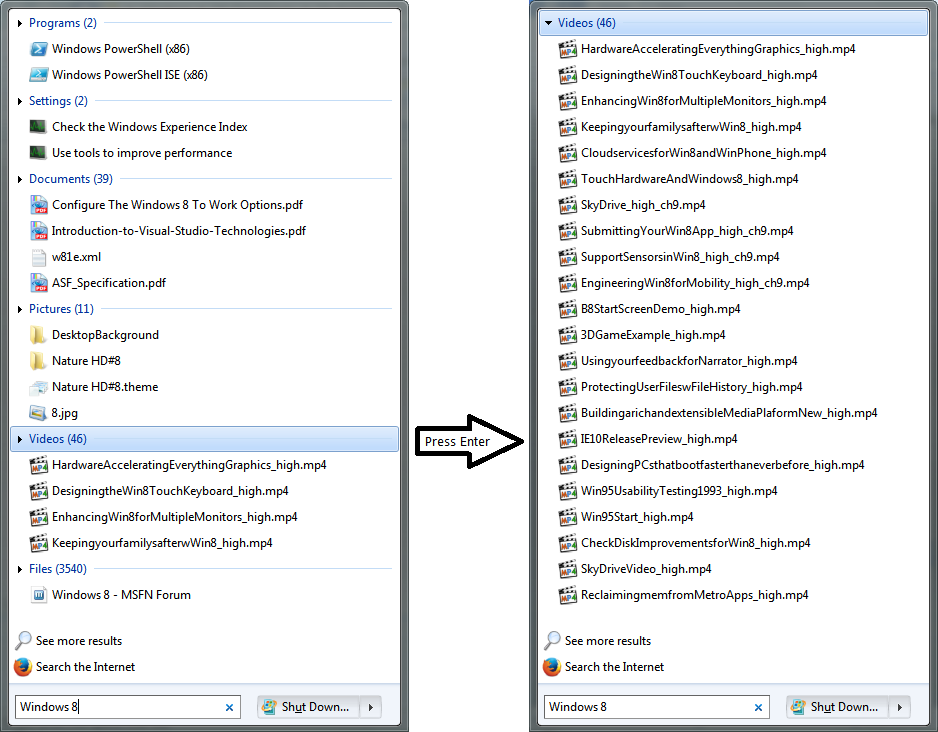 Programs (2)
Windows PowerShell (x86)
Windows PowerShell ISE (x86)
Settings (2)
Check the Windows Experience Index
Use tools to improve performance
Documents (39)
Configure The Windows 8 To Work Options.pdf
Introduction-to-Visual-Studio-Technologies.pdf
w81e.xml
ASF_Specification.pdf
Pictures (11)
DesktopBackground
Nature HD#8
Nature HD#8.theme
8.jpg
Videos (46)
HardwareAcceleratingEverythingGraphics_high.mp4
DesigningtheWin8TouchKeyboard_high.mp4
EnhancingWin8forMultipleMonitors_high.mp4
KeepingyourfamilysafterwWin8_high.mp4
Files (3540)
Windows 8 - MSFN Forum
See more results
Search the Internet
Windows 8
Shut Down...
Press Enter
Videos (46)
HardwareAcceleratingEverythingGraphics_high.mp4
DesigningtheWin8TouchKeyboard_high.mp4
EnhancingWin8forMultipleMonitors_high.mp4
KeepingyourfamilysafterwWin8_high.mp4
CloudservicesforWin8andWinPhone_high.mp4
TouchHardwareAndWindows8_high.mp4
SkyDrive_high_ch9.mp4
SubmittingYourWin8App_high_ch9.mp4
SupportSensorsinWin8_high_ch9.mp4
EngineeringWin8forMobility_high_ch9.mp4
B8StartScreenDemo_high.mp4
3DGameExample_high.mp4
UsingyourfeedbackforNarrator_high.mp4
ProtectingUserFileswFileHistory_high.mp4
BuildingarichandextensibleMediaPlaformNew_high.mp4
IE10ReleasePreview_high.mp4
DesigningPCsthatbootfasterthaneverbefore_high.mp4
Win95UsabilityTesting1993_high.mp4
Win95Start_high.mp4
CheckDiskImprovementsforWin8_high.mp4
SkyDriveVideo_high.mp4
ReclaimingmemfromMetroApps_high.mp4
See more results
Search the Internet
Windows 8
Shut Down...